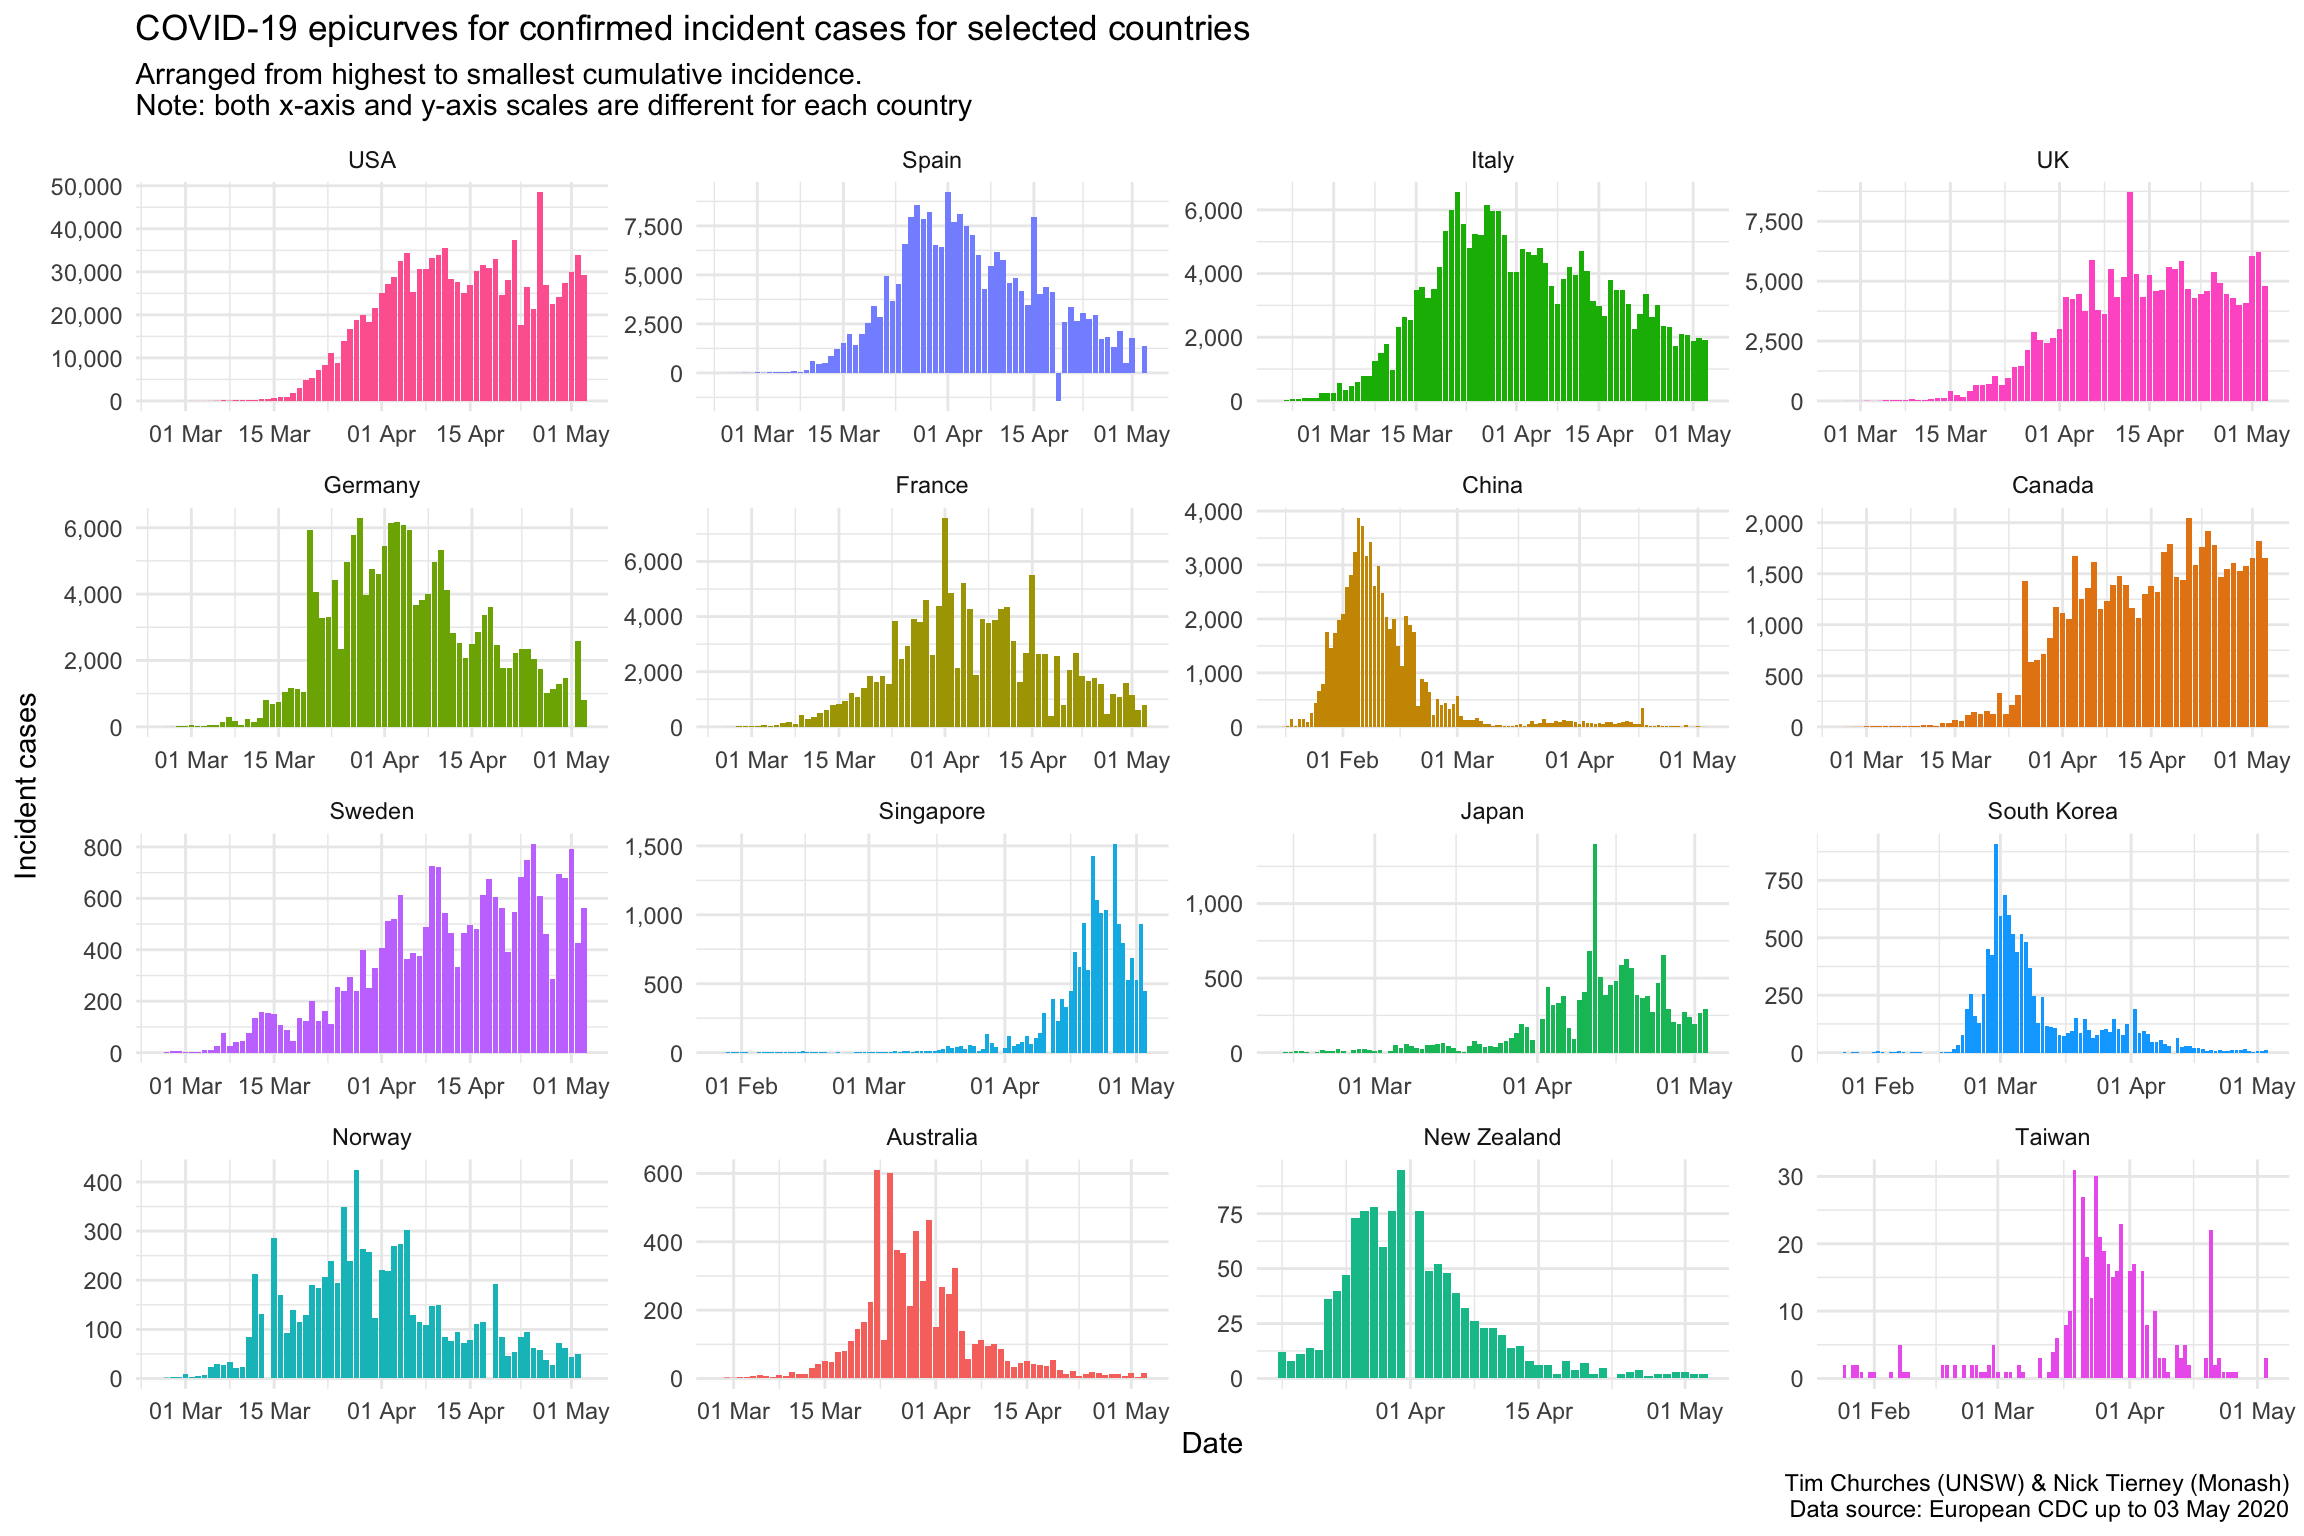 COVID-19 epicurves for confirmed incident cases for selected countries
Arranged from highest to smallest cumulative incidence.
Note: both x-axis and y-axis scales are different for each country
USA
50,000
40,000
30,000
20,000
10,000
0
01 Mar 15 Mar 01 Apr 15 Apr 01 May
Spain
7,500
5,000
2,500
0
01 Mar 15 Mar 01 Apr 15 Apr 01 May
Italy
6,000
4,000
2,000
0
01 Mar 15 Mar 01 Apr 15 Apr 01 May
UK
7,500
5,000
2,500
0
01 Mar 15 Mar 01 Apr 15 Apr 01 May
Germany
6,000
4,000
2,000
0
01 Mar 15 Mar 01 Apr 15 Apr 01 May
France
6,000
4,000
2,000
0
01 Mar 15 Mar 01 Apr 15 Apr 01 May
China
4,000
3,000
2,000
1,000
0
01 Feb 01 Mar 01 Apr 01 May
Canada
2,000
1,500
1,000
500
0
01 Mar 15 Mar 01 Apr 15 Apr 01 May
Sweden
800
600
400
200
0
01 Mar 15 Mar 01 Apr 15 Apr 01 May
Singapore
1,500
1,000
500
0
01 Feb 01 Mar 01 Apr 01 May
Japan
1,000
500
0
01 Mar 01 Apr 01 May
South Korea
750
500
250
0
01 Feb 01 Mar 01 Apr 01 May
Norway
400
300
200
100
0
01 Mar 15 Mar 01 Apr 15 Apr 01 May
Australia
600
400
200
0
01 Mar 15 Mar 01 Apr 15 Apr 01 May
New Zealand
75
50
25
0
01 Apr 15 Apr 01 May
Taiwan
30
20
10
0
01 Feb 01 Mar 01 Apr 01 May
Incident cases
Date
Tim Churches (UNSW) & Nick Tierney (Monash)
Data source: European CDC up to 03 May 2020